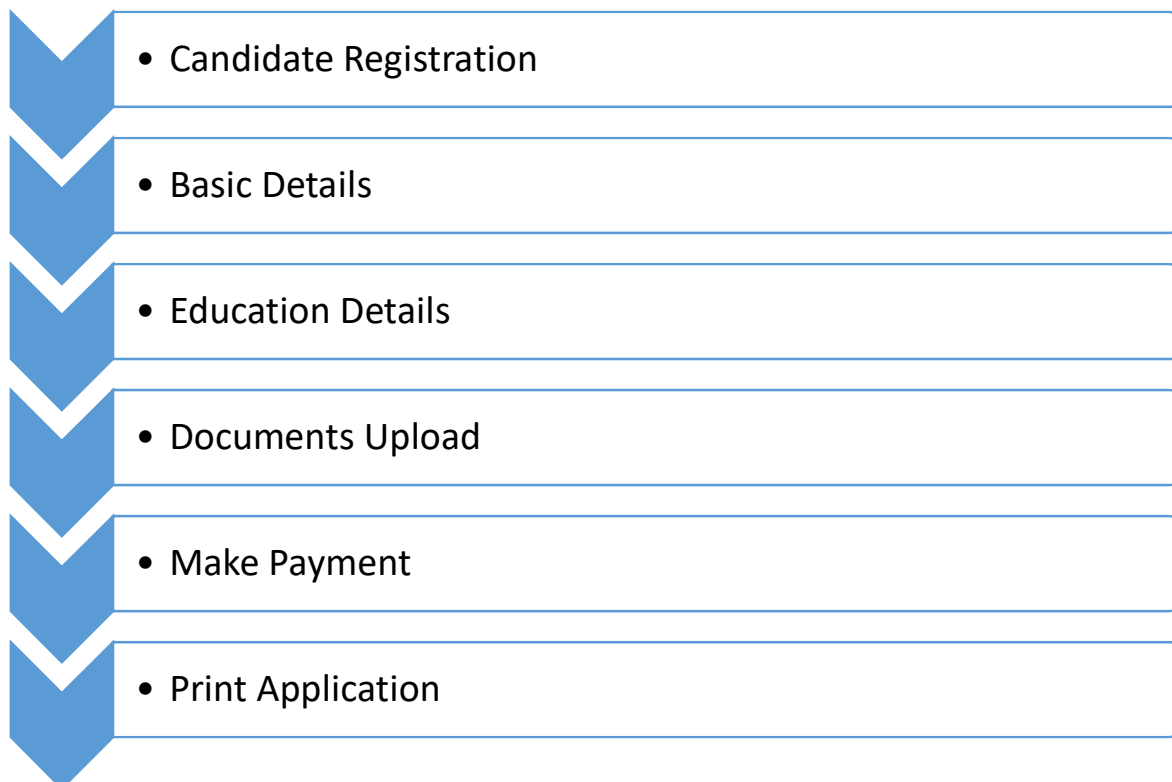 • Candidate Registration
• Basic Details
• Education Details
• Documents Upload
• Make Payment
• Print Application